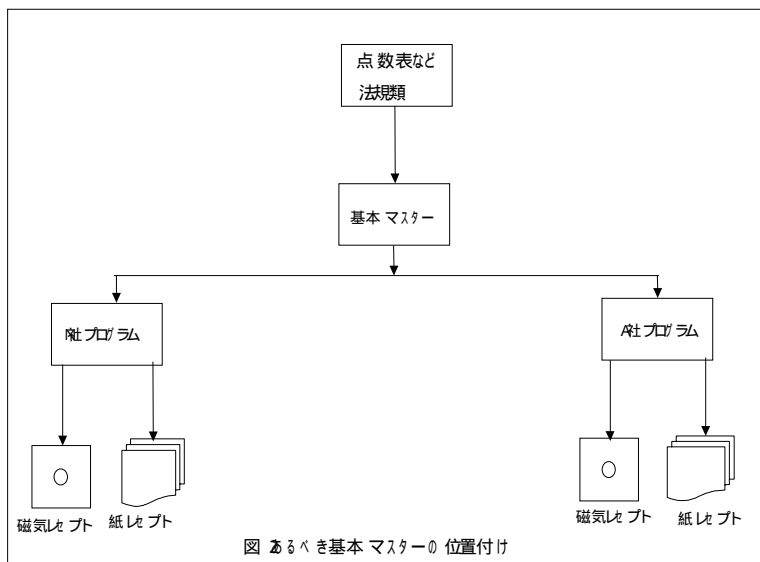 点数表など
法規類
基本マスター
社プログラム
A社プログラム
磁気レセプト
紙レセプト
磁気レセプト
紙レセプト
図 あるべき基本マスターの位置付け